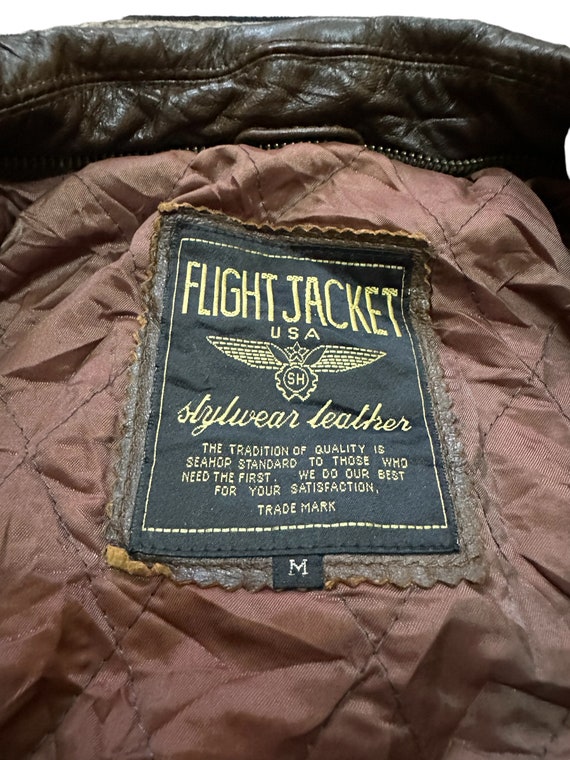 FLIGHT JACKET
USA
SH
stylwear leather
THE TRADITION OF QUALITY IS
SEAHOP STANDARD TO THOSE WHO
NEED THE FIRST. WE DO OUR BEST
FOR YOUR SATISFACTION,
TRADE MARK
M